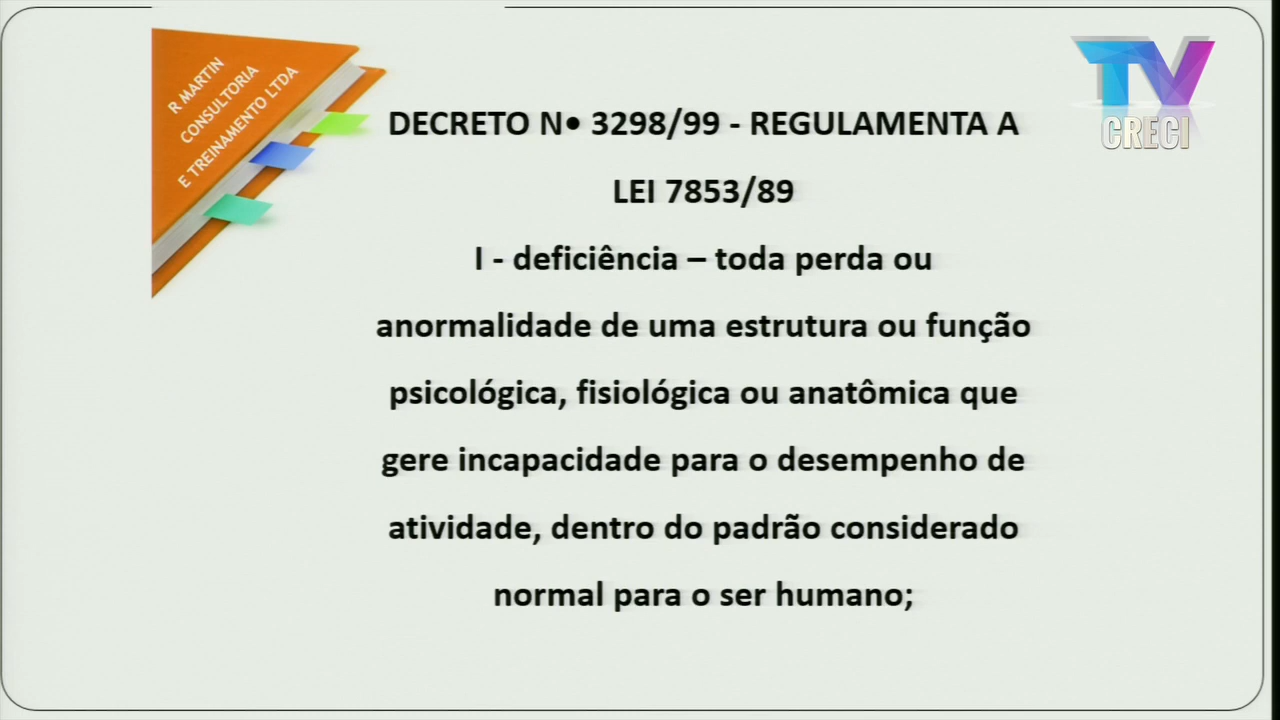 R MARTIN
CONSULTORIA
E TREINAMENTO LTDA
TV
CRECI
DECRETO N• 3298/99 - REGULAMENTA A
LEI 7853/89
I - deficiência – toda perda ou
anormalidade de uma estrutura ou função
psicológica, fisiológica ou anatômica que
gere incapacidade para o desempenho de
atividade, dentro do padrão considerado
normal para o ser humano;